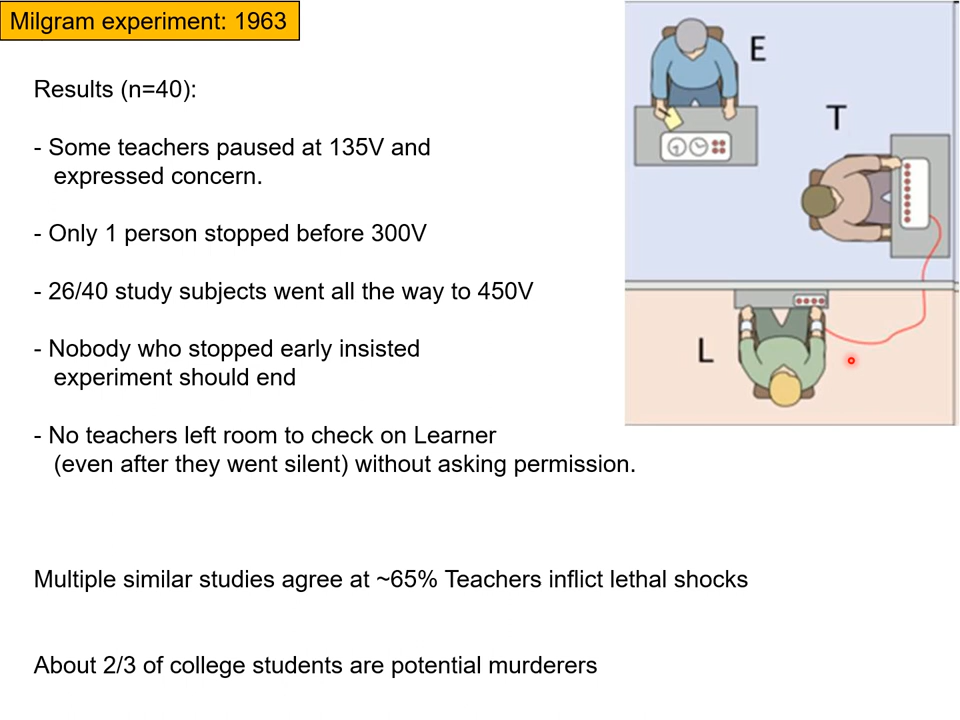 Milgram experiment: 1963
E
Results (n=40):
T
- Some teachers paused at 135V and
expressed concern.
- Only 1 person stopped before 300V
- 26/40 study subjects went all the way to 450V
- Nobody who stopped early insisted
experiment should end
L
- No teachers left room to check on Learner
(even after they went silent) without asking permission.
Multiple similar studies agree at ~65% Teachers inflict lethal shocks
About 2/3 of college students are potential murderers